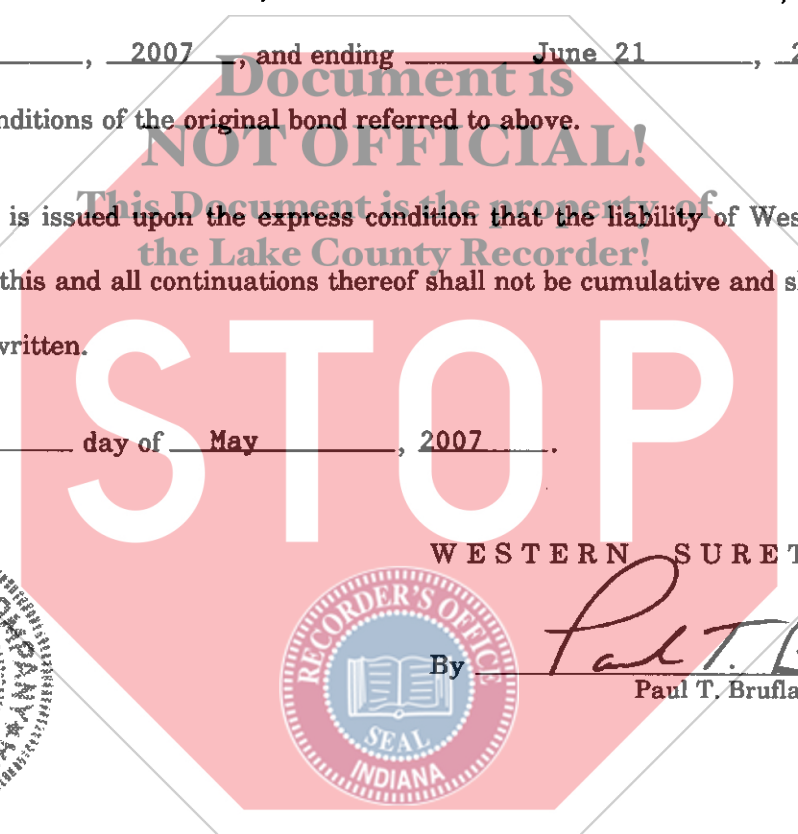 , 2007, and ending June 21, 2
Document is
nditions of the original bond referred to above.
NOT OFFICIAL!
This Document is the property of
is issued upon the express condition that the liability of Wes
the Lake County Recorder!
this and all continuations thereof shall not be cumulative and s
written.
STOP
day of May, 2007.
WESTERN SURET
RECORDER'S OFFICE
SEAL
INDIANA
OMPANY
By Paul T. B
Paul T. Brufla